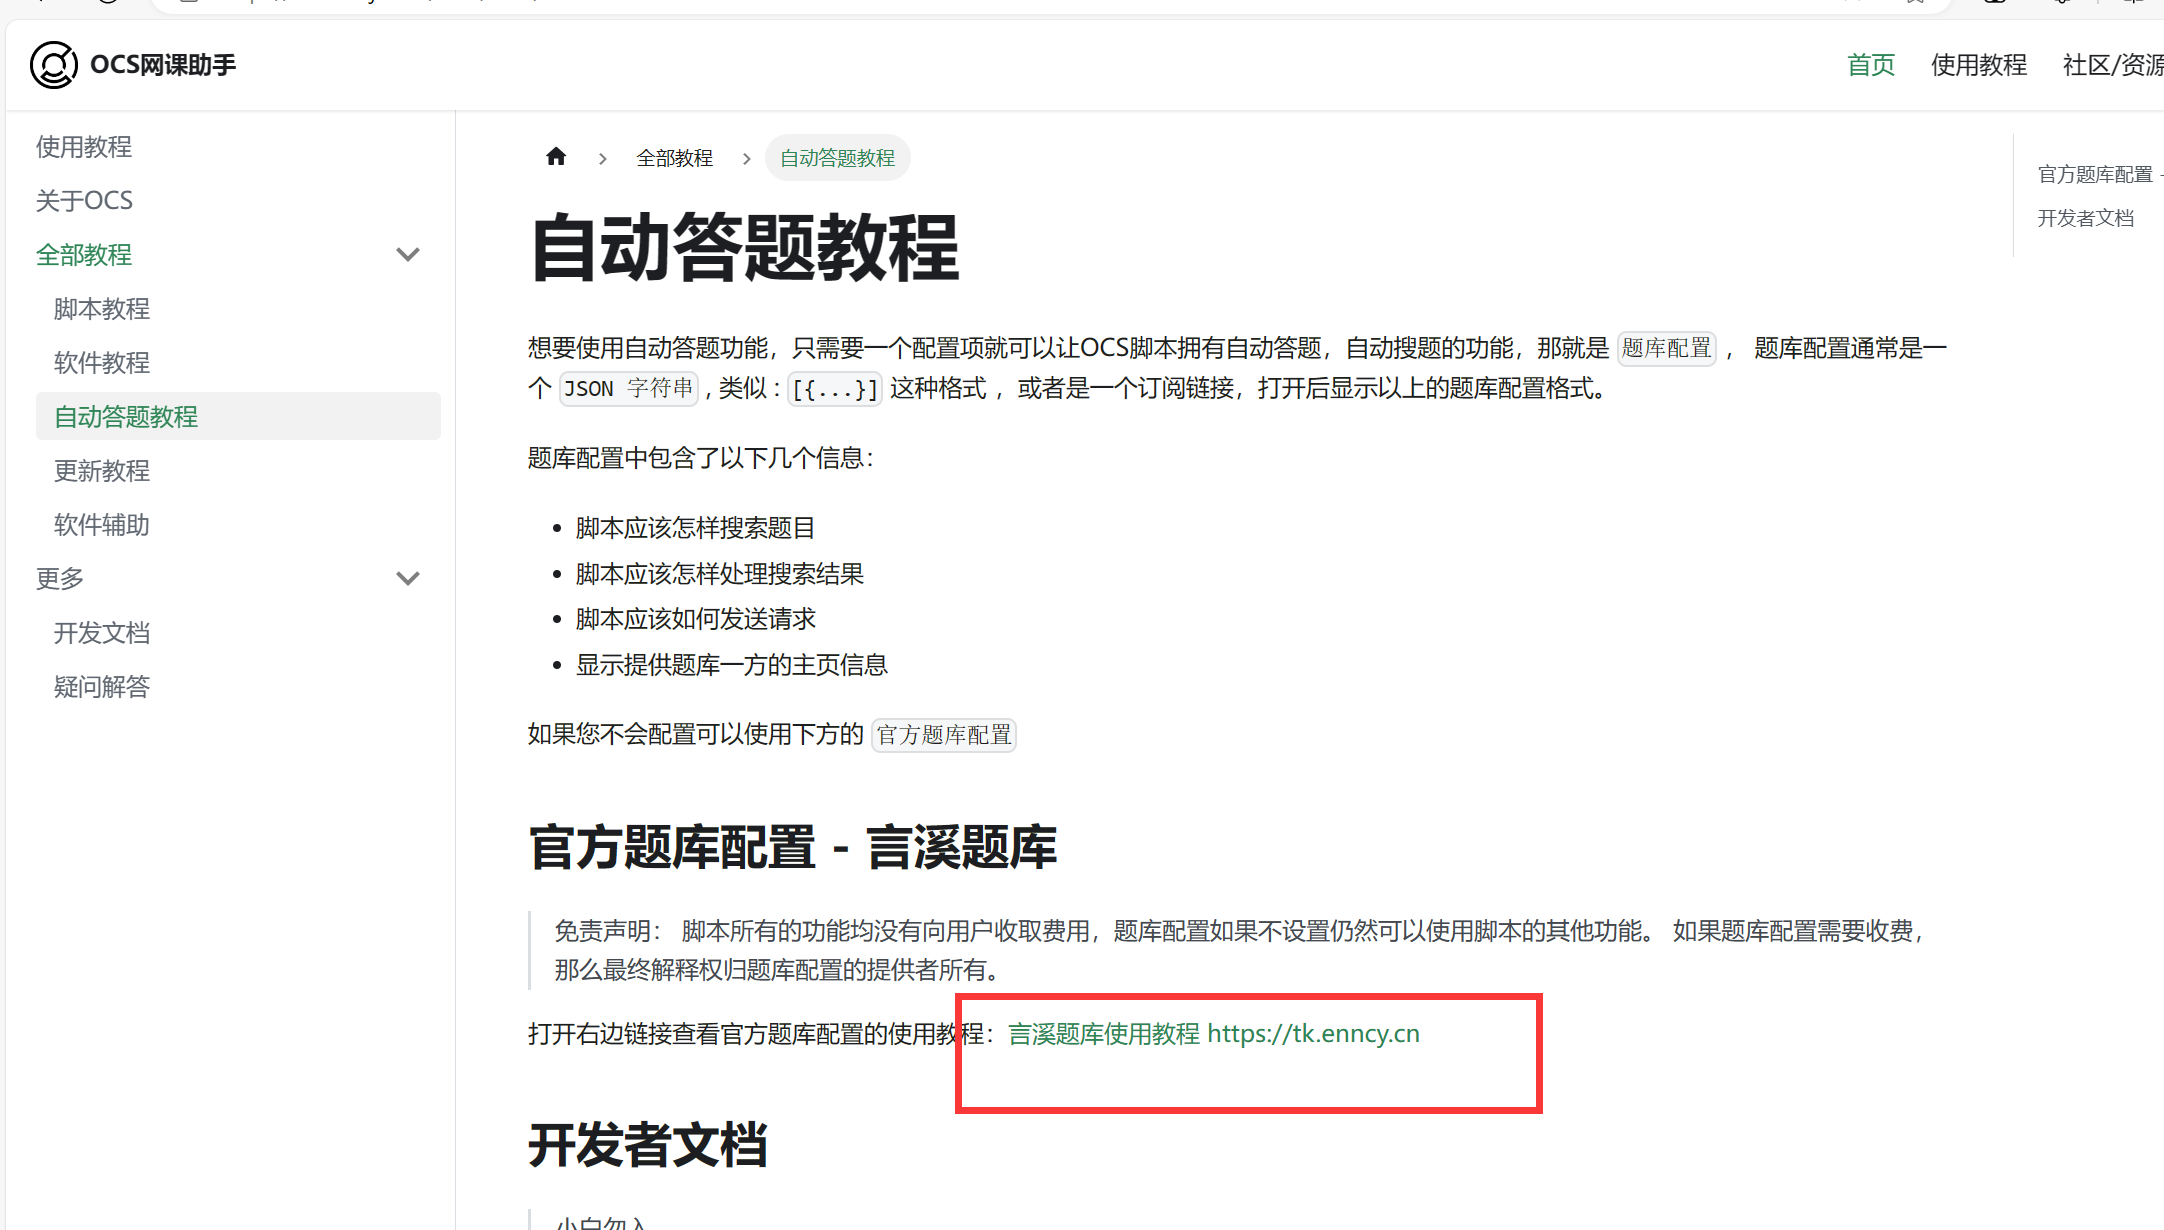 OCS网课助手
首页 使用教程 社区/资源
使用教程
关于OCS
全部教程
脚本教程
软件教程
自动答题教程
更新教程
软件辅助
更多
开发文档
疑问解答
全部教程 自动答题教程
自动答题教程
想要使用自动答题功能，只需要一个配置项就可以让OCS脚本拥有自动答题，自动搜题的功能，那就是 题库配置 ， 题库配置通常是一
个 JSON 字符串 , 类似 : [{...}] 这种格式 ，或者是一个订阅链接，打开后显示以上的题库配置格式。
题库配置中包含了以下几个信息：
脚本应该怎样搜索题目
脚本应该怎样处理搜索结果
脚本应该如何发送请求
显示提供题库一方的主页信息
如果您不会配置可以使用下方的 官方题库配置
官方题库配置 - 言溪题库
免责声明： 脚本所有的功能均没有向用户收取费用，题库配置如果不设置仍然可以使用脚本的其他功能。 如果题库配置需要收费，
那么最终解释权归题库配置的提供者所有。
打开右边链接查看官方题库配置的使用教程：言溪题库使用教程 https://tk.enncy.cn
开发者文档
小白勿入
官方题库配置 -
开发者文档